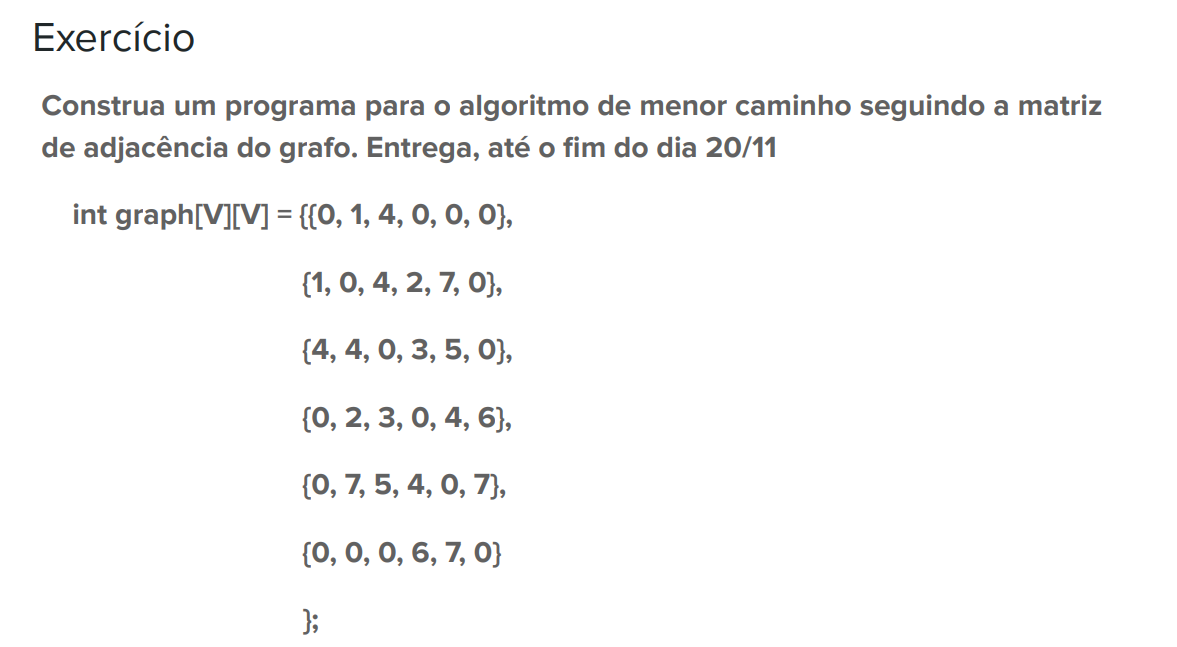 Exercício
Construa um programa para o algoritmo de menor caminho seguindo a matriz
de adjacência do grafo. Entrega, até o fim do dia 20/11
int graph[V][V] = {{0, 1, 4, 0, 0, 0},
{1, 0, 4, 2, 7, 0},
{4, 4, 0, 3, 5, 0},
{0, 2, 3, 0, 4, 6},
{0, 7, 5, 4, 0, 7},
{0, 0, 0, 6, 7, 0}
};